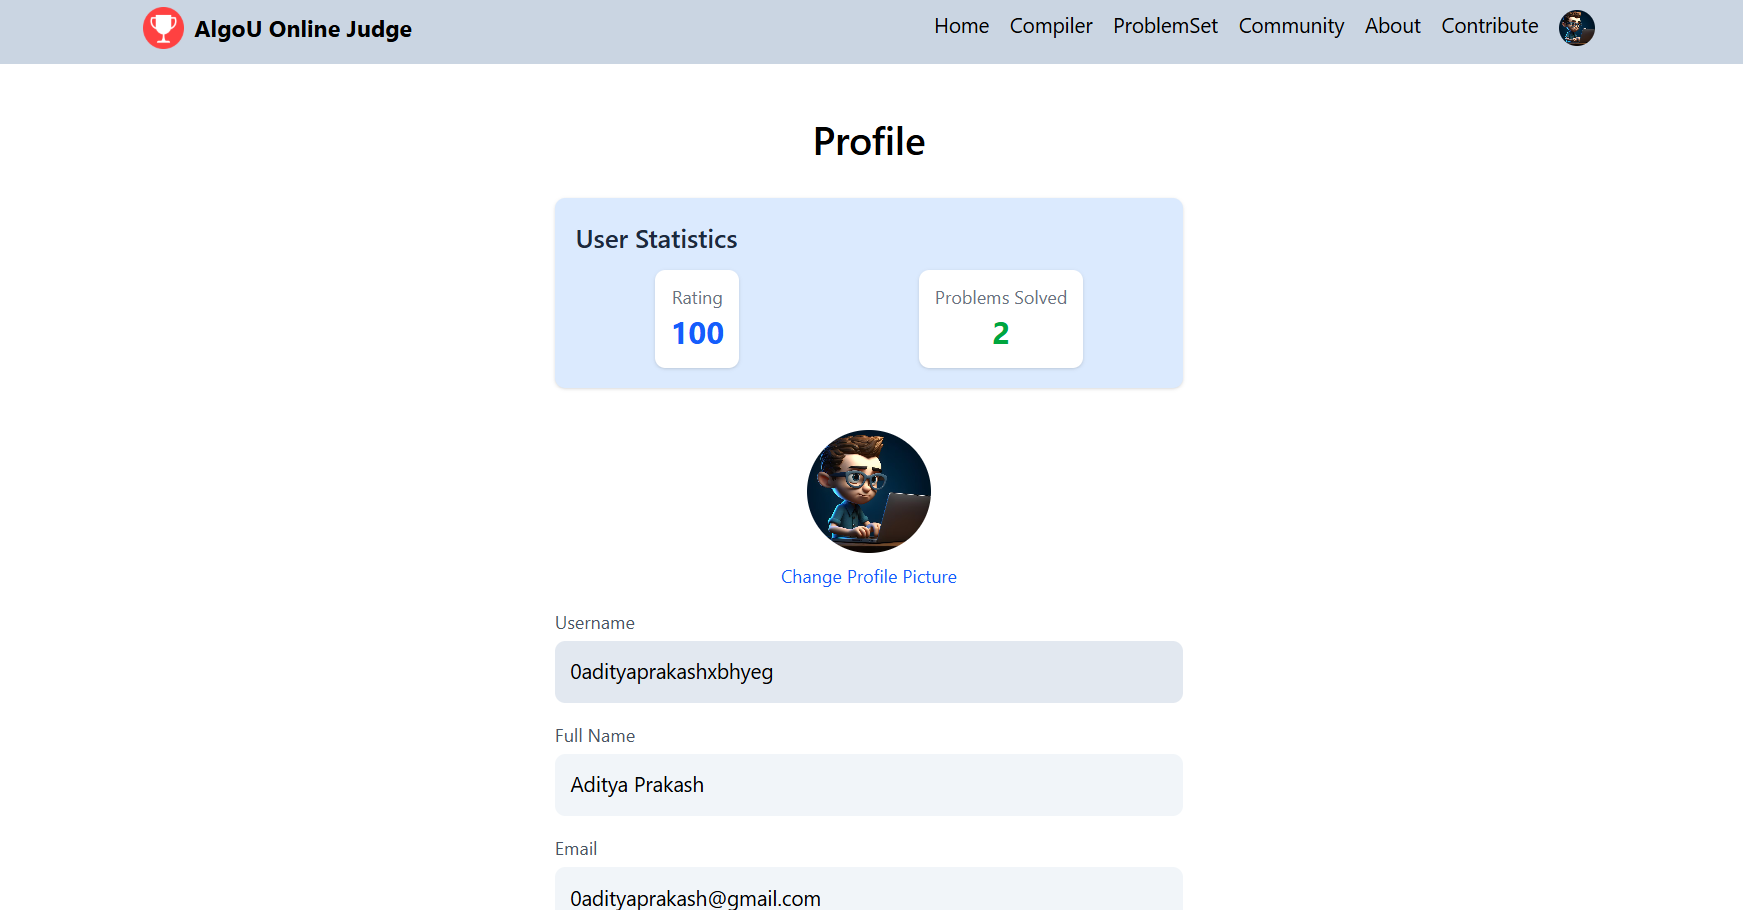 AlgoU Online Judge
Home Compiler ProblemSet Community About Contribute
Profile
User Statistics
Rating
100
Problems Solved
2
Change Profile Picture
Username
0adityaprakashxbhyeg
Full Name
Aditya Prakash
Email
0adityaprakash@gmail.com